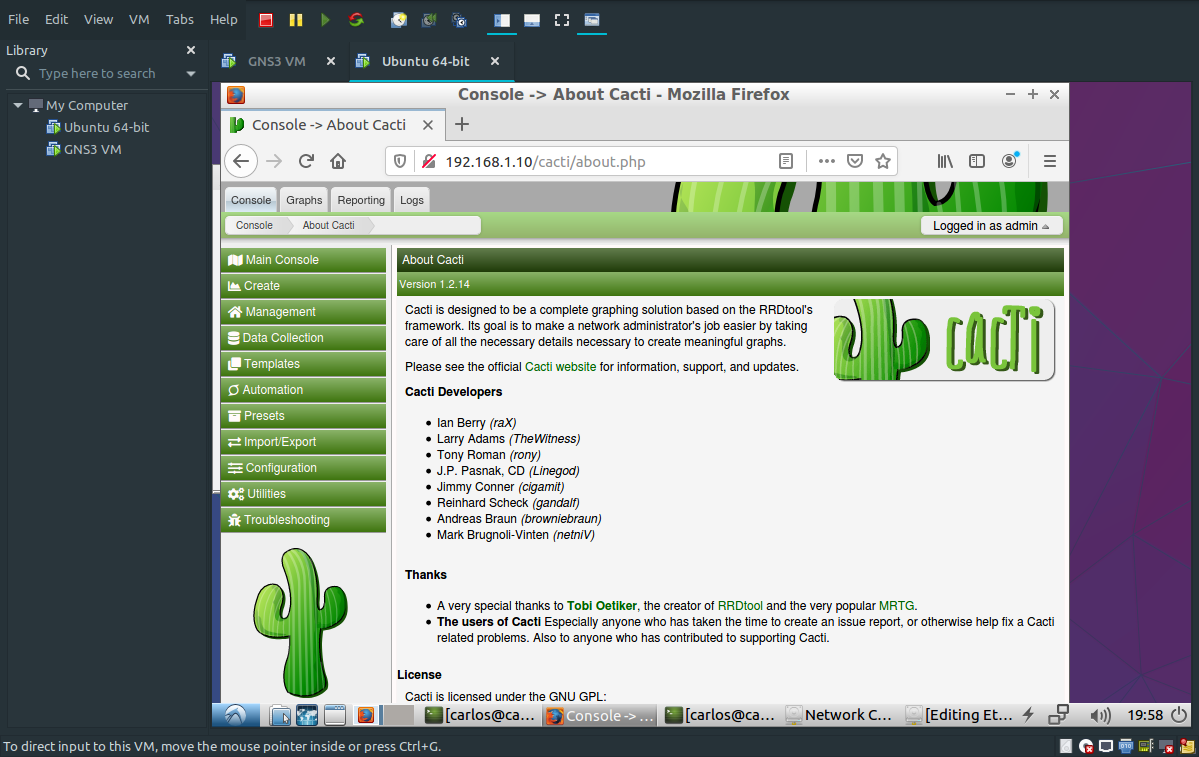 File Edit View VM Tabs Help
Library
Type here to search
My Computer
Ubuntu 64-bit
GNS3 VM
GNS3 VM
Ubuntu 64-bit
Console -> About Cacti - Mozilla Firefox
Console -> About Cacti
192.168.1.10/cacti/about.php
Console Graphs Reporting Logs
Console About Cacti
Logged in as admin
Main Console
Create
Management
Data Collection
Templates
Automation
Presets
Import/Export
Configuration
Utilities
Troubleshooting
About Cacti
Version 1.2.14
Cacti is designed to be a complete graphing solution based on the RRDtool's
framework. Its goal is to make a network administrator's job easier by taking
care of all the necessary details necessary to create meaningful graphs.
cacti
Please see the official Cacti website for information, support, and updates.
Cacti Developers
Ian Berry (raX)
Larry Adams (TheWitness)
Tony Roman (rony)
J.P. Pasnak, CD (Linegod)
Jimmy Conner (cigamit)
Reinhard Scheck (gandalf)
Andreas Braun (browniebraun)
Mark Brugnoli-Vinten (netniV)
Thanks
A very special thanks to Tobi Oetiker, the creator of RRDtool and the very popular MRTG.
The users of Cacti Especially anyone who has taken the time to create an issue report, or otherwise help fix a Cacti
related problems. Also to anyone who has contributed to supporting Cacti.
License
Cacti is licensed under the GNU GPL:
[carlos@ca... Console -> ... [carlos@ca... Network C... [Editing Et... 19:58
To direct input to this VM, move the mouse pointer inside or press Ctrl+G.